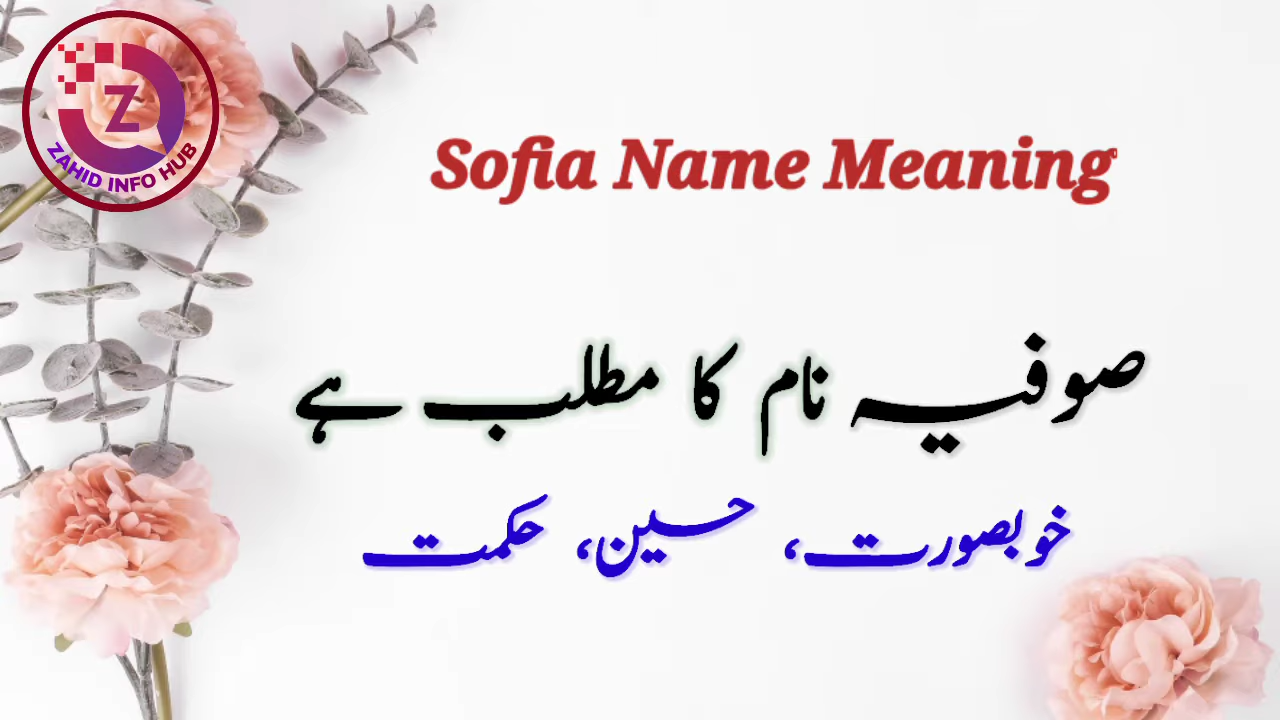 Z
ZAHID INFO HUB
Sofia Name Meaning
صوفیہ نام کا مطلب ہے
خوبصورت، حسین، حکمت